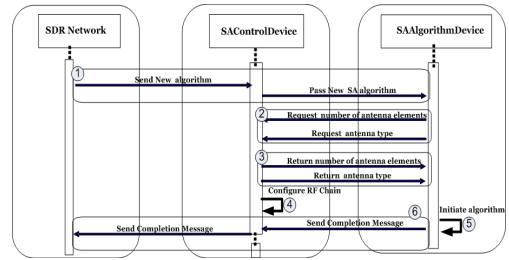 SDR Network
SAControlDevice
SAAlgorithmDevice
1
Send New algorithm
Pass New SA algorithm
2
Request number of antenna elements
Request antenna type
3
Return number of antenna elements
Return antenna type
Configure RF Chain
4
6
Initiate algorithm
5
Send Completion Message
Send Completion Message